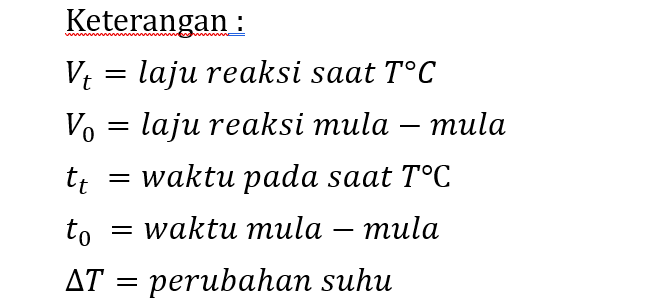 Keterangan :
V_t = laju reaksi saat T°C
V_0 = laju reaksi mula − mula
t_t = waktu pada saat T°C
t_0 = waktu mula − mula
ΔT = perubahan suhu